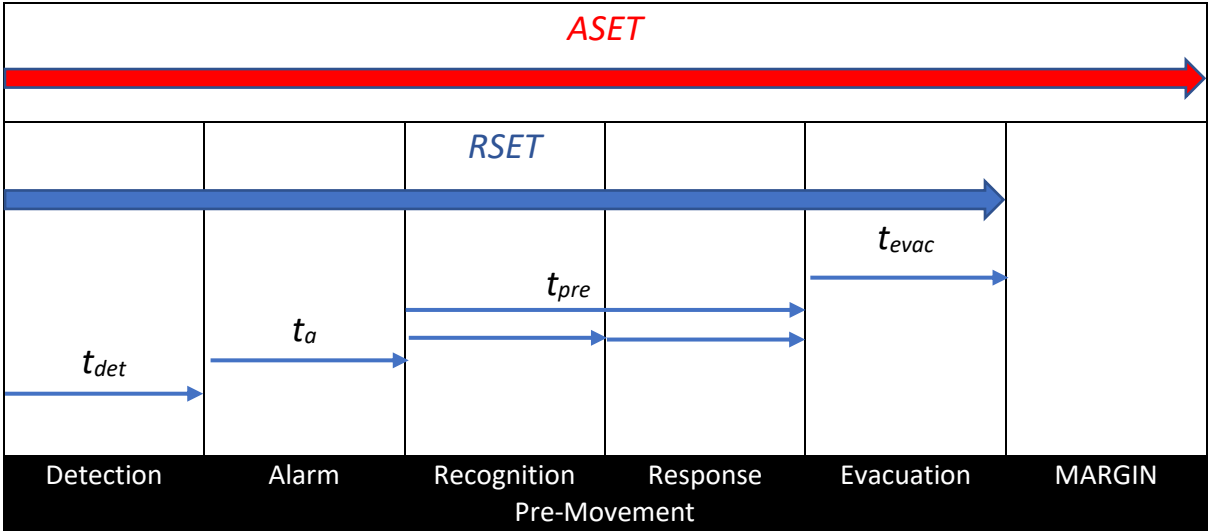 ASET
RSET
tevac
tpre
ta
tdet
Detection Alarm Recognition Response Evacuation MARGIN
Pre-Movement